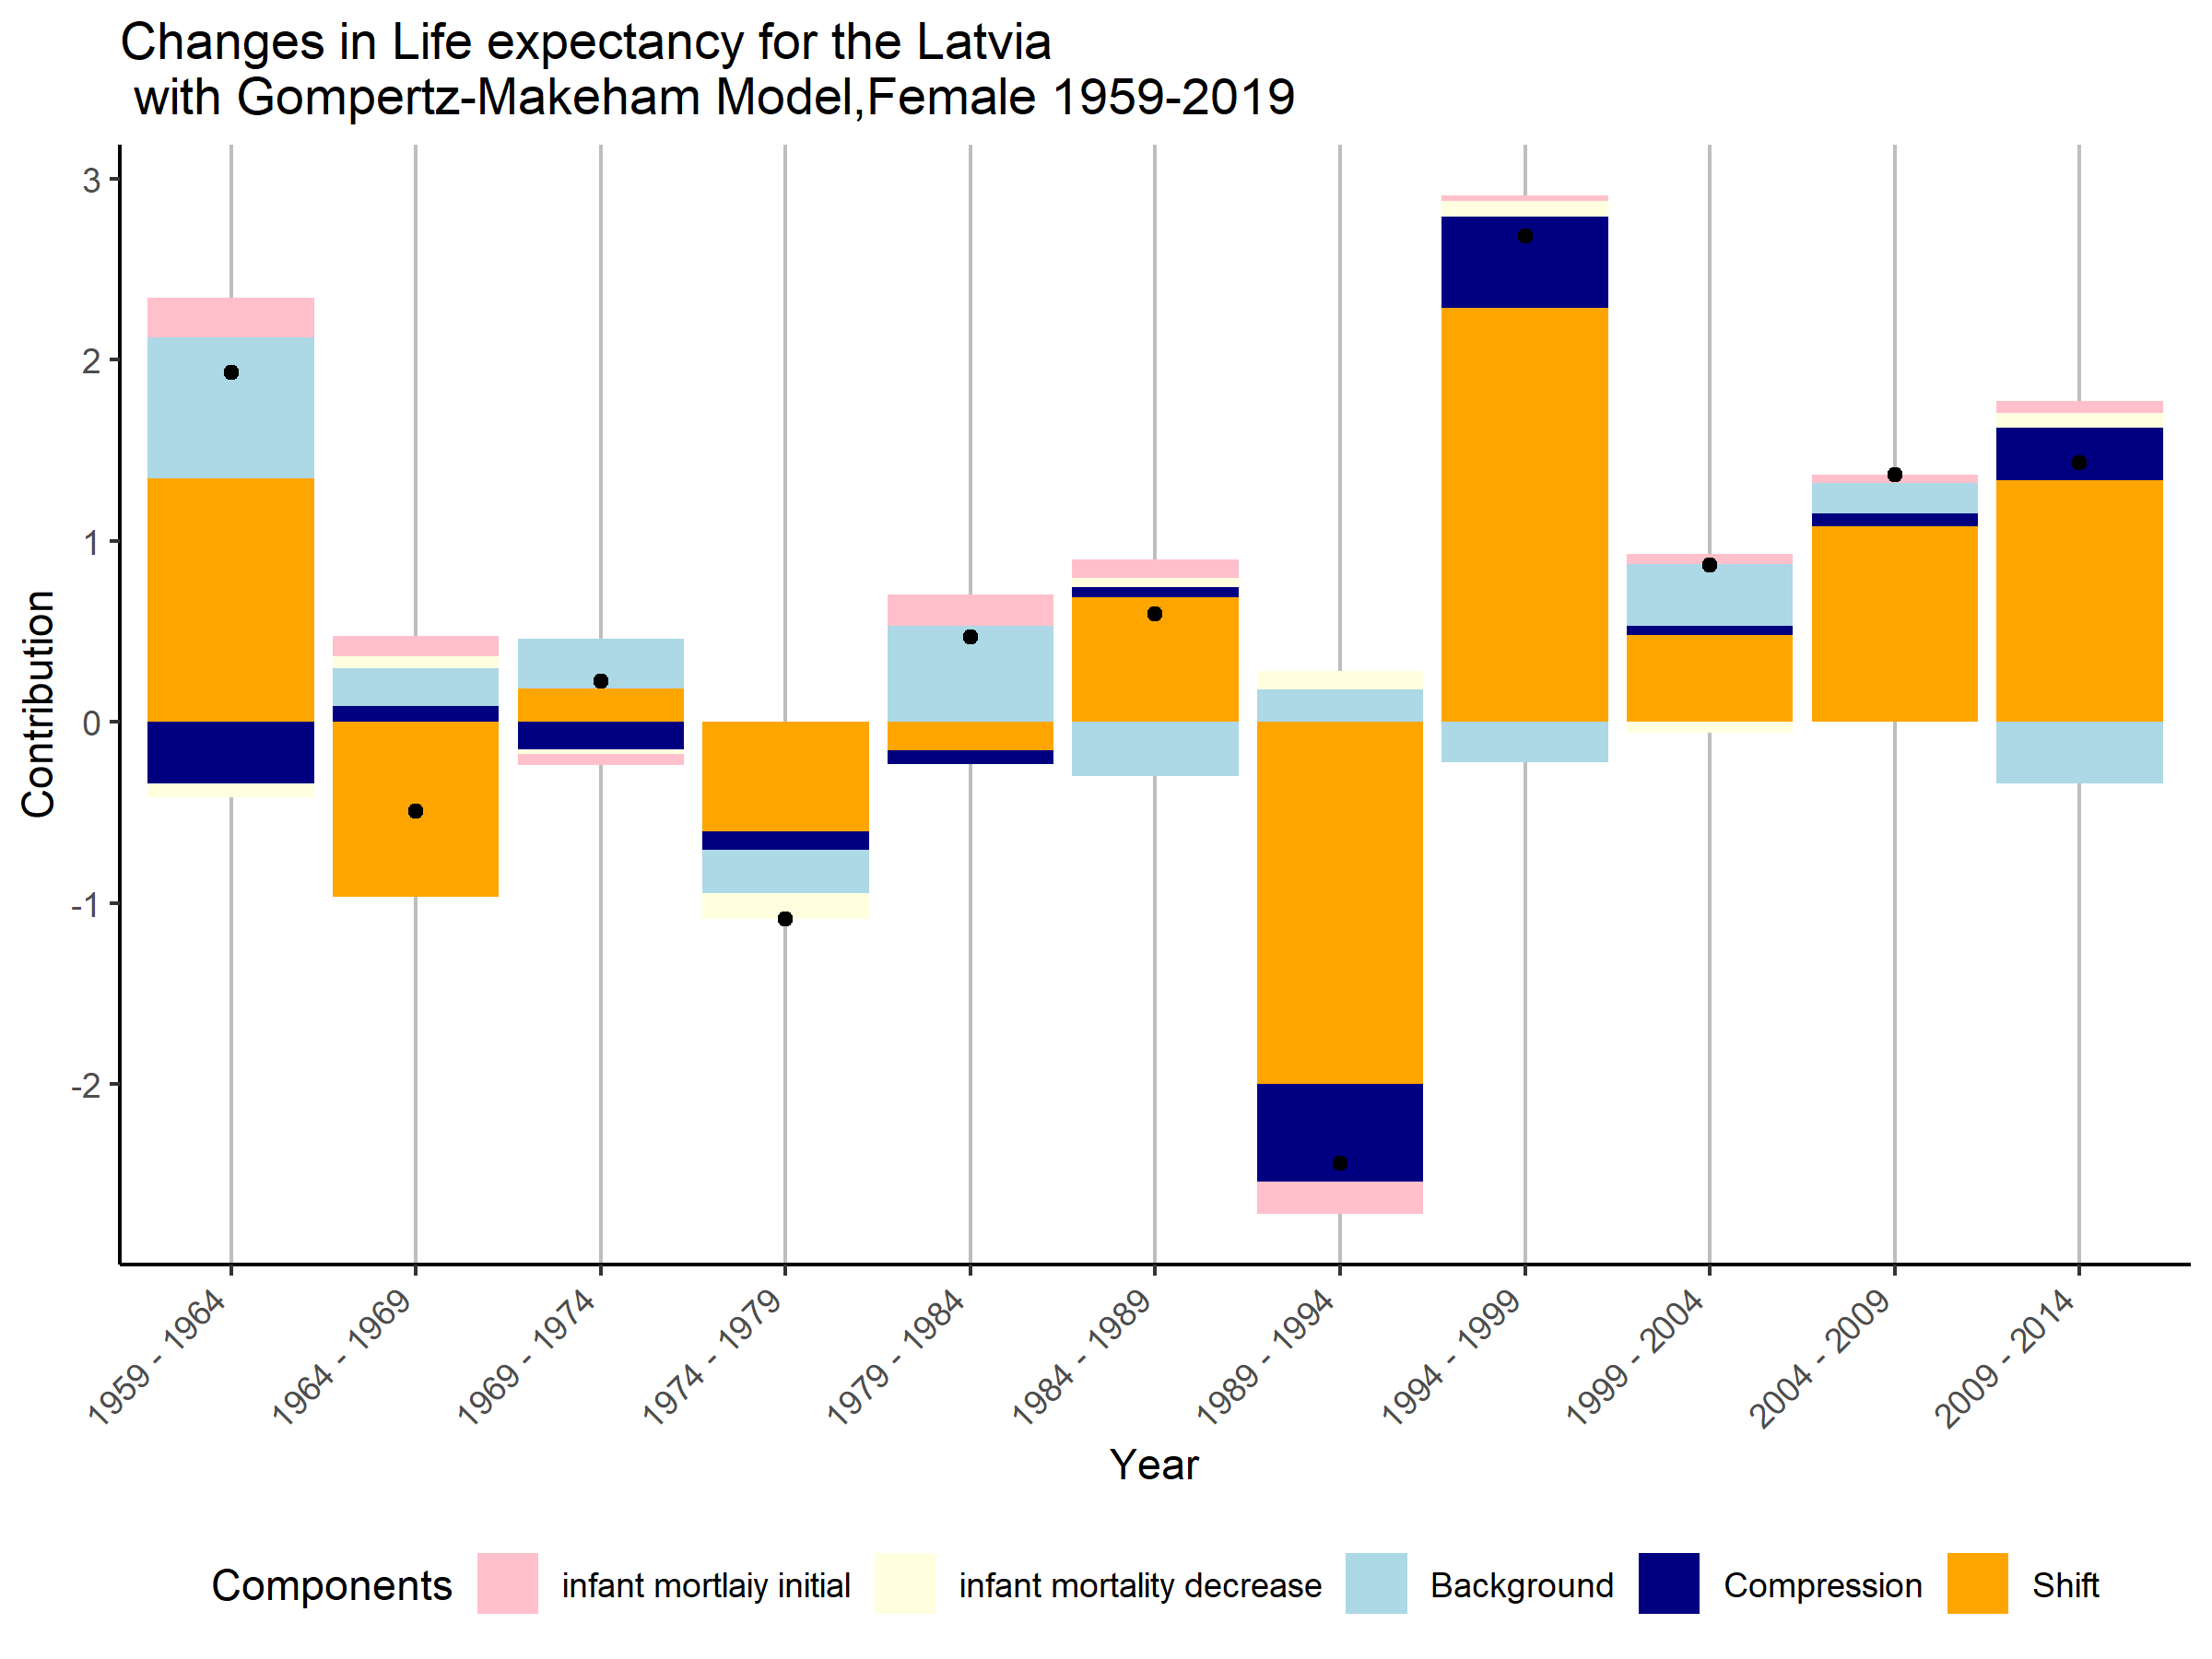 Changes in Life expectancy for the Latvia
with Gompertz-Makeham Model,Female 1959-2019
Contribution
3
2
1
0
-1
-2
1959 - 1964
1964 - 1969
1969 - 1974
1974 - 1979
1979 - 1984
1984 - 1989
1989 - 1994
1994 - 1999
1999 - 2004
2004 - 2009
2009 - 2014
Year
Components
infant mortlaiy initial
infant mortality decrease
Background
Compression
Shift